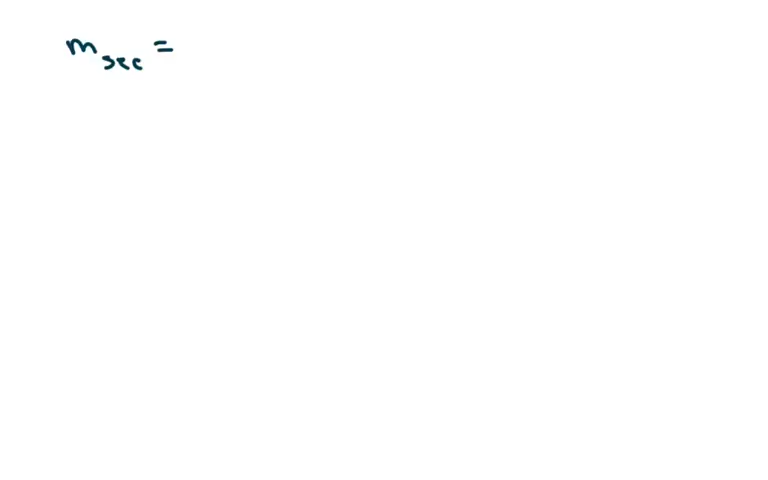 m_sec =